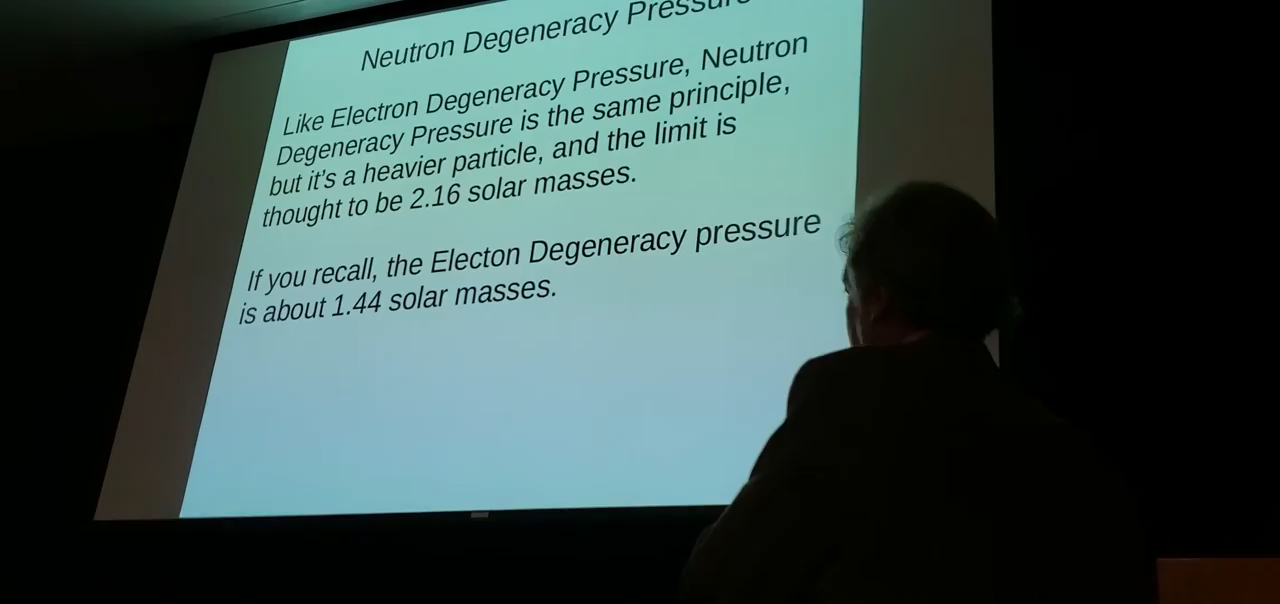 Neutron Degeneracy Pressure
Like Electron Degeneracy Pressure, Neutron
Degeneracy Pressure is the same principle,
but it's a heavier particle, and the limit is
thought to be 2.16 solar masses.
If you recall, the Electon Degeneracy pressure
is about 1.44 solar masses.